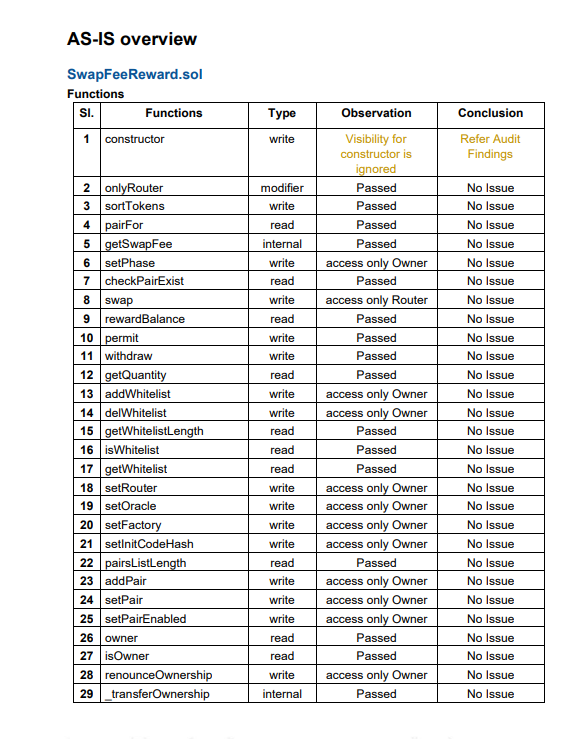 AS-IS overview
SwapFeeReward.sol
Functions
Sl. Functions Type Observation Conclusion
1 constructor write Visibility for constructor is ignored Refer Audit Findings
2 onlyRouter modifier Passed No Issue
3 sortTokens write Passed No Issue
4 pairFor read Passed No Issue
5 getSwapFee internal Passed No Issue
6 setPhase write access only Owner No Issue
7 checkPairExist read Passed No Issue
8 swap write access only Router No Issue
9 rewardBalance read Passed No Issue
10 permit write Passed No Issue
11 withdraw write Passed No Issue
12 getQuantity read Passed No Issue
13 addWhitelist write access only Owner No Issue
14 delWhitelist write access only Owner No Issue
15 getWhitelistLength read Passed No Issue
16 isWhitelist read Passed No Issue
17 getWhitelist read Passed No Issue
18 setRouter write access only Owner No Issue
19 setOracle write access only Owner No Issue
20 setFactory write access only Owner No Issue
21 setInitCodeHash write access only Owner No Issue
22 pairsListLength read Passed No Issue
23 addPair write access only Owner No Issue
24 setPair write access only Owner No Issue
25 setPairEnabled write access only Owner No Issue
26 owner read Passed No Issue
27 isOwner read Passed No Issue
28 renounceOwnership write access only Owner No Issue
29 _transferOwnership internal Passed No Issue